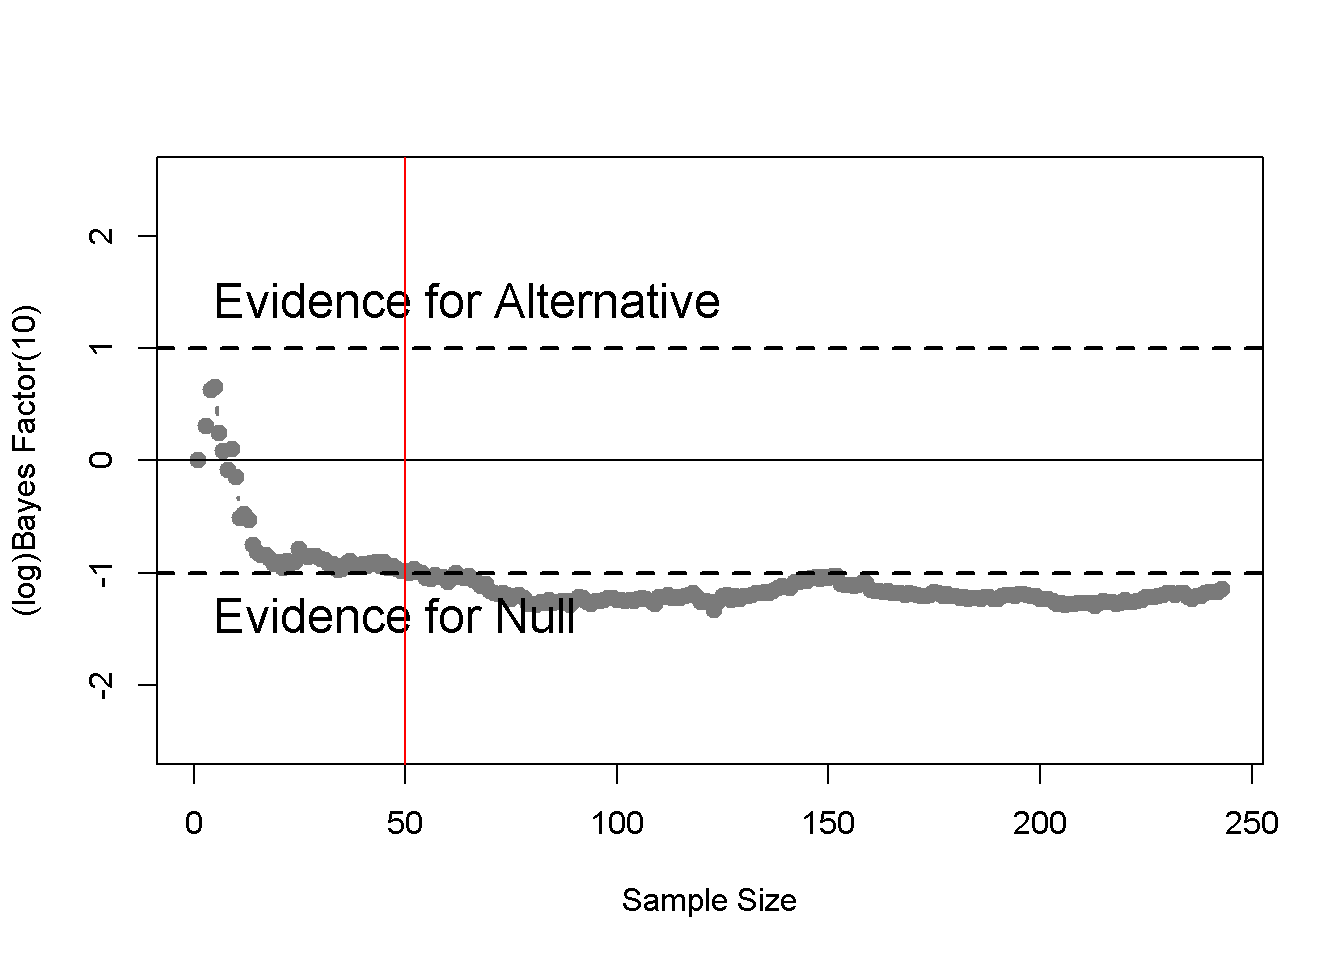 (log)Bayes Factor(10)
2
1
0
-1
-2
Evidence for Alternative
Evidence for Null
0 50 100 150 200 250
Sample Size